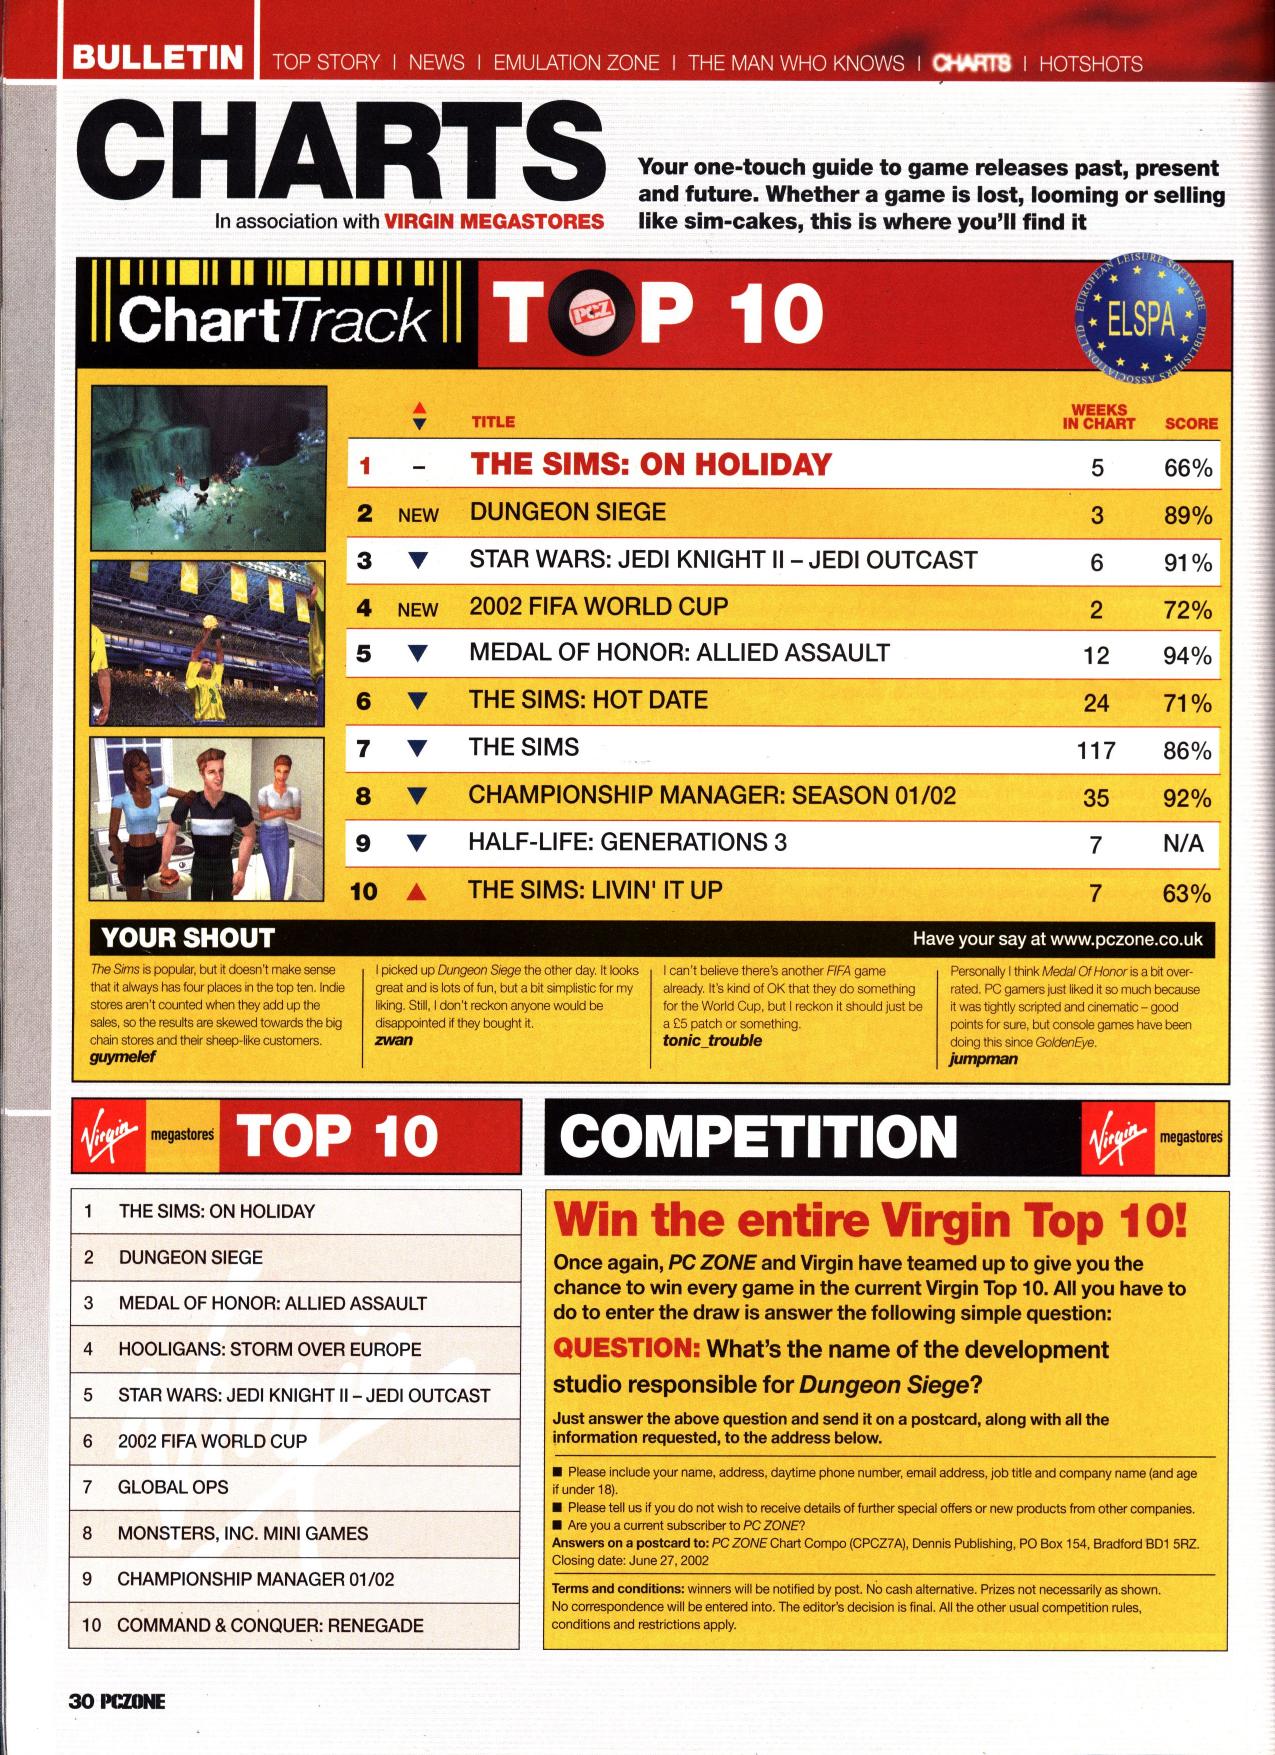 BULLETIN
TOP STORY | NEWS | EMULATION ZONE | THE MAN WHO KNOWS | CHARTS | HOTSHOTS
CHARTS
In association with VIRGIN MEGASTORES
Your one-touch guide to game releases past, present
and future. Whether a game is lost, looming or selling
like sim-cakes, this is where you'll find it
ChartTrack TOP 10
PCZ
EUROPEAN LEISURE SOFTWARE PUBLISHERS ASSOCIATION LTD
ELSPA
TITLE WEEKS IN CHART SCORE
1 – THE SIMS: ON HOLIDAY 5 66%
2 NEW DUNGEON SIEGE 3 89%
3 ▼ STAR WARS: JEDI KNIGHT II – JEDI OUTCAST 6 91%
4 NEW 2002 FIFA WORLD CUP 2 72%
5 ▼ MEDAL OF HONOR: ALLIED ASSAULT 12 94%
6 ▼ THE SIMS: HOT DATE 24 71%
7 ▼ THE SIMS 117 86%
8 ▼ CHAMPIONSHIP MANAGER: SEASON 01/02 35 92%
9 ▼ HALF-LIFE: GENERATIONS 3 7 N/A
10 ▲ THE SIMS: LIVIN' IT UP 7 63%
YOUR SHOUT
Have your say at www.pczone.co.uk
The Sims is popular, but it doesn't make sense
that it always has four places in the top ten. Indie
stores aren't counted when they add up the
sales, so the results are skewed towards the big
chain stores and their sheep-like customers.
guymelef
I picked up Dungeon Siege the other day. It looks
great and is lots of fun, but a bit simplistic for my
liking. Still, I don't reckon anyone would be
disappointed if they bought it.
zwan
I can't believe there's another FIFA game
already. It's kind of OK that they do something
for the World Cup, but I reckon it should just be
a £5 patch or something.
tonic_trouble
Personally I think Medal Of Honor is a bit over-
rated. PC gamers just liked it so much because
it was tightly scripted and cinematic – good
points for sure, but console games have been
doing this since GoldenEye.
jumpman
Virgin megastores TOP 10
1 THE SIMS: ON HOLIDAY
2 DUNGEON SIEGE
3 MEDAL OF HONOR: ALLIED ASSAULT
4 HOOLIGANS: STORM OVER EUROPE
5 STAR WARS: JEDI KNIGHT II – JEDI OUTCAST
6 2002 FIFA WORLD CUP
7 GLOBAL OPS
8 MONSTERS, INC. MINI GAMES
9 CHAMPIONSHIP MANAGER 01/02
10 COMMAND & CONQUER: RENEGADE
COMPETITION
Virgin megastores
Win the entire Virgin Top 10!
Once again, PC ZONE and Virgin have teamed up to give you the
chance to win every game in the current Virgin Top 10. All you have to
do to enter the draw is answer the following simple question:
QUESTION: What's the name of the development
studio responsible for Dungeon Siege?
Just answer the above question and send it on a postcard, along with all the
information requested, to the address below.
■ Please include your name, address, daytime phone number, email address, job title and company name (and age
if under 18).
■ Please tell us if you do not wish to receive details of further special offers or new products from other companies.
■ Are you a current subscriber to PC ZONE?
Answers on a postcard to: PC ZONE Chart Compo (CPCZ7A), Dennis Publishing, PO Box 154, Bradford BD1 5RZ.
Closing date: June 27, 2002
Terms and conditions: winners will be notified by post. No cash alternative. Prizes not necessarily as shown.
No correspondence will be entered into. The editor's decision is final. All the other usual competition rules,
conditions and restrictions apply.
30 PCZONE